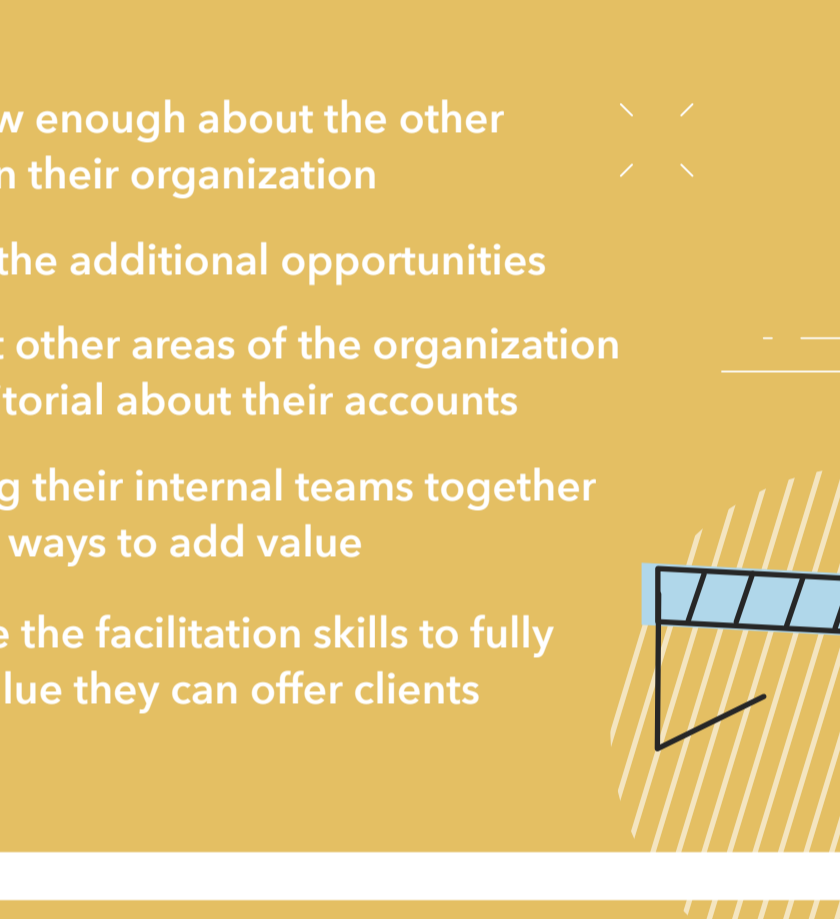 w enough about the other
n their organization
the additional opportunities
t other areas of the organization
itorial about their accounts
g their internal teams together
ways to add value
e the facilitation skills to fully
lue they can offer clients